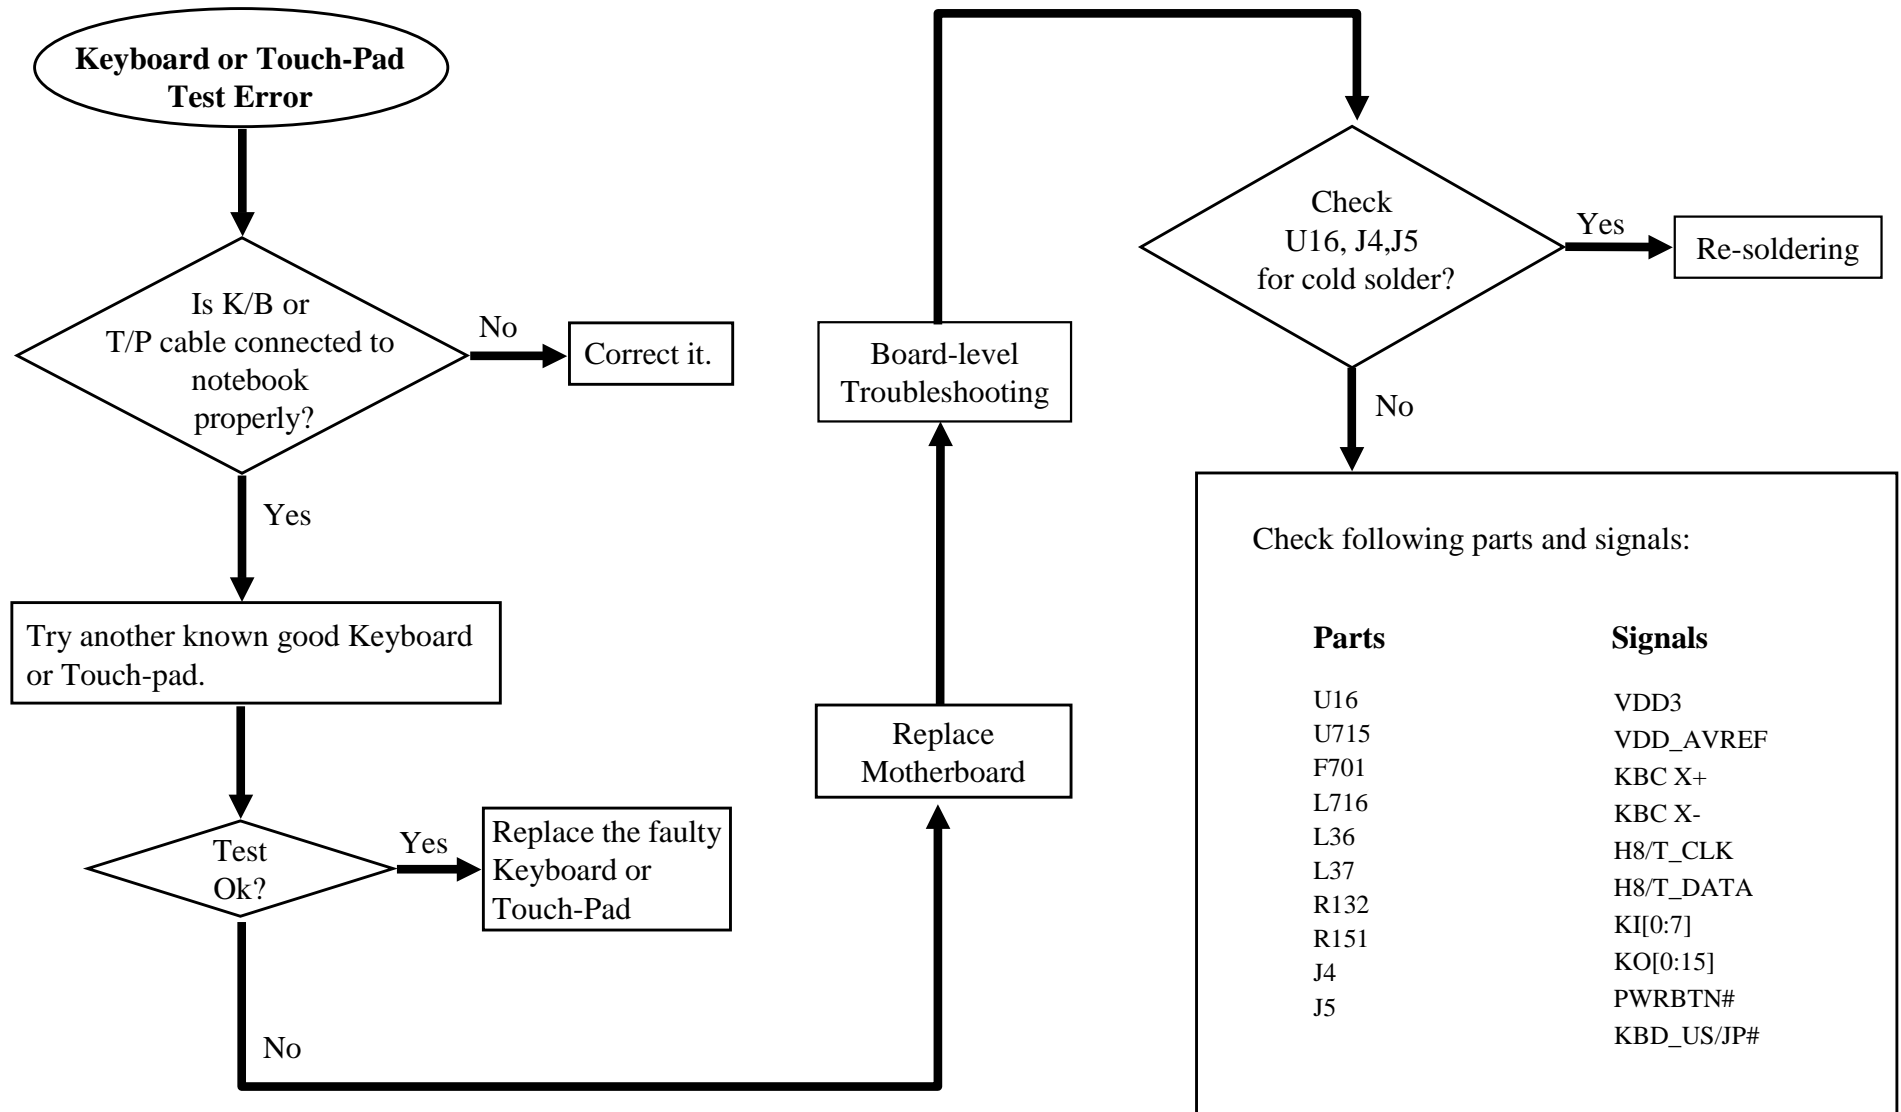 Keyboard or Touch-Pad
Test Error
Is K/B or
T/P cable connected to
notebook
properly?
No
Correct it.
Yes
Try another known good Keyboard
or Touch-pad.
Test
Ok?
Yes
Replace the faulty
Keyboard or
Touch-Pad
No
Replace
Motherboard
Board-level
Troubleshooting
Check
U16, J4,J5
for cold solder?
Yes
Re-soldering
No
Check following parts and signals:
Parts
U16
U715
F701
L716
L36
L37
R132
R151
J4
J5
Signals
VDD3
VDD_AVREF
KBC X+
KBC X-
H8/T_CLK
H8/T_DATA
KI[0:7]
KO[0:15]
PWRBTN#
KBD_US/JP#